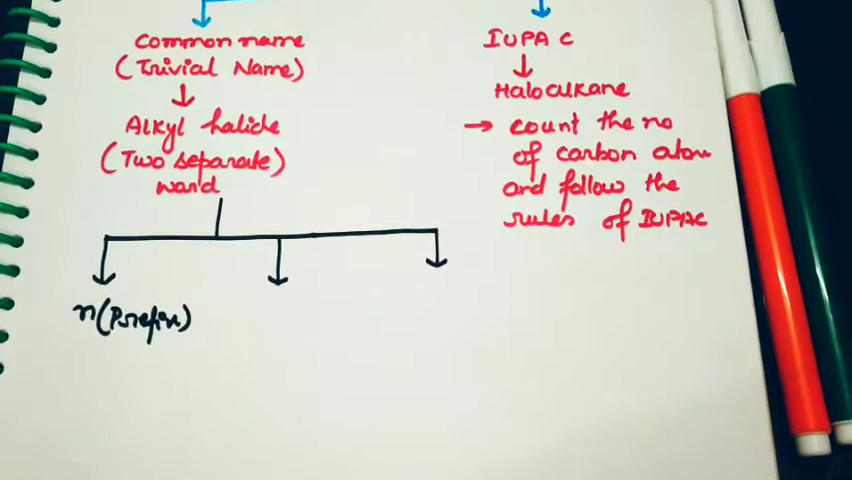 Common name
(Trivial Name)
Alkyl halide
(Two separate)
word
n(Prefix)
IUPAC
Haloalkane
→ count the no
of carbon atom
and follow the
rules of IUPAC